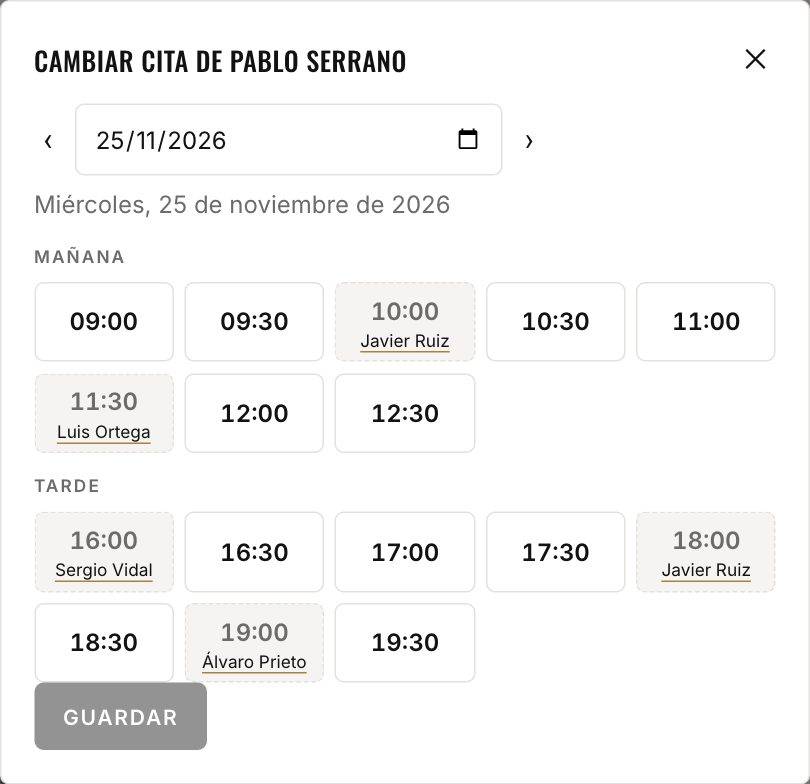 CAMBIAR CITA DE PABLO SERRANO
‹ 25/11/2026 ›
Miércoles, 25 de noviembre de 2026
MAÑANA
09:00 09:30 10:00 10:30 11:00
Javier Ruiz
11:30 12:00 12:30
Luis Ortega
TARDE
16:00 16:30 17:00 17:30 18:00
Sergio Vidal Javier Ruiz
18:30 19:00 19:30
Álvaro Prieto
GUARDAR